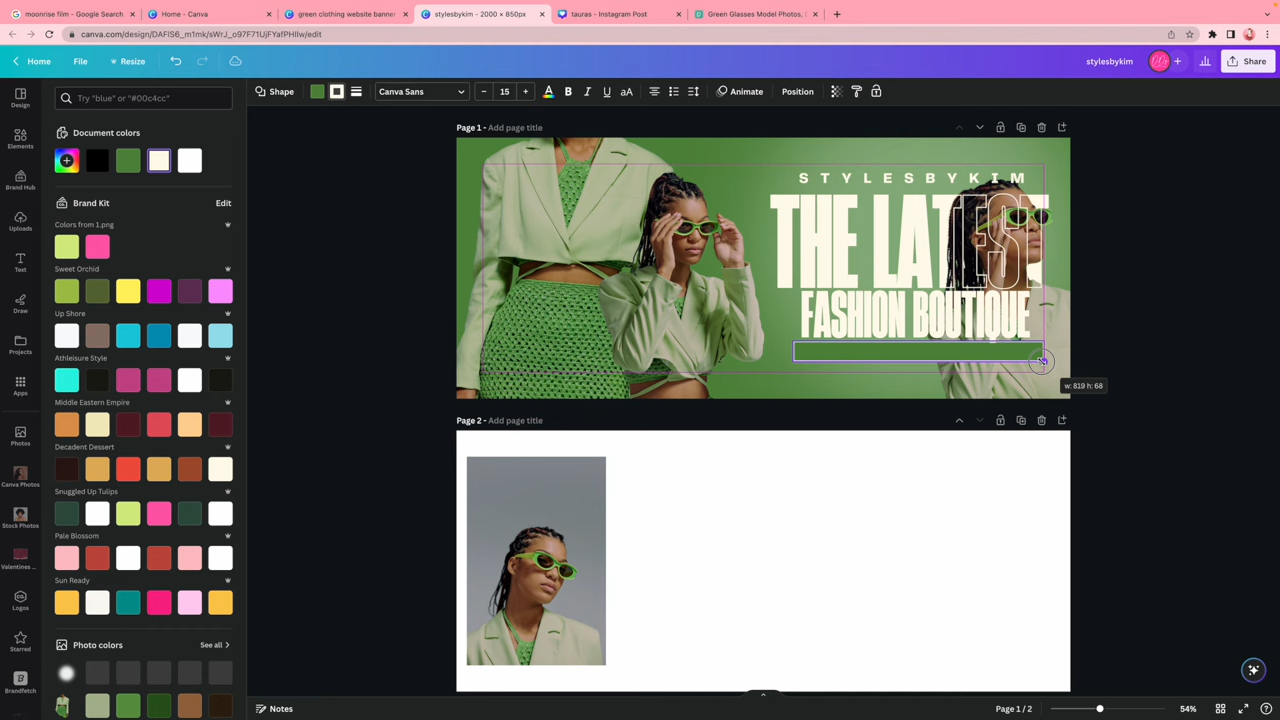 moonrise film - Google Search
Home - Canva
green clothing website banner
stylesbykim - 2000 × 850px
tauras - Instagram Post
Green Glasses Model Photos,
canva.com/design/DAFlS6_m1mk/sWrJ_o97F71UjFYafPHIlw/edit
Home
File
Resize
stylesbykim
Share
Design
Elements
Brand Hub
Uploads
Text
Draw
Projects
Apps
Photos
Canva Photos
Stock Photos
Valentines ...
Logos
Starred
Brandfetch
Try "blue" or "#00c4cc"
Document colors
Brand Kit
Edit
Colors from 1.png
Sweet Orchid
Up Shore
Athleisure Style
Middle Eastern Empire
Decadent Dessert
Snuggled Up Tulips
Pale Blossom
Sun Ready
Photo colors
See all
Shape
Canva Sans
15
A
B
I
U
aA
Animate
Position
Page 1 - Add page title
STYLESBYKIM
THE LATEST
FASHION BOUTIQUE
w: 819 h: 68
Page 2 - Add page title
Notes
Page 1 / 2
54%